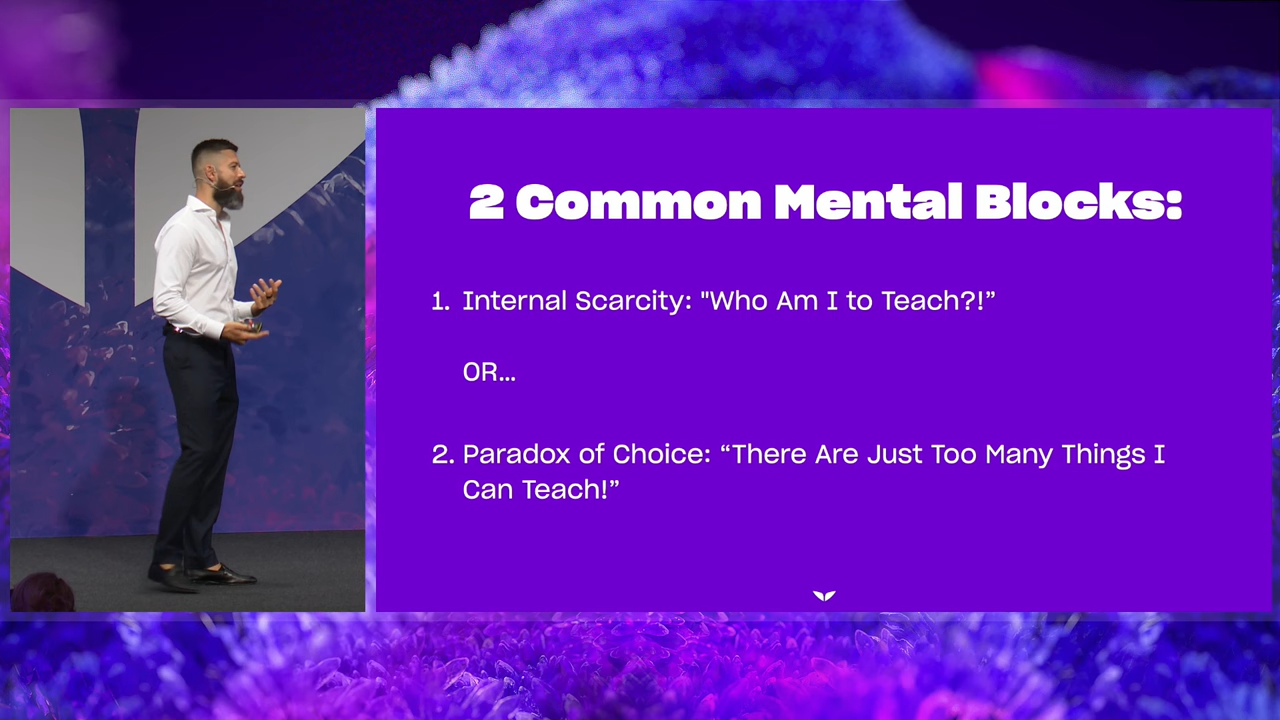 2 Common Mental Blocks:
1. Internal Scarcity: "Who Am I to Teach?!”
OR...
2. Paradox of Choice: “There Are Just Too Many Things I
Can Teach!”